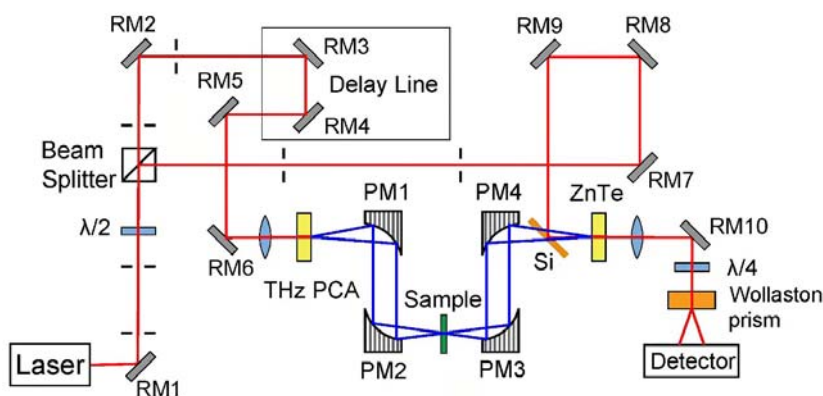 RM2
RM3
RM9
RM8
RM5
Delay Line
RM4
Beam
Splitter
RM7
PM1
PM4
ZnTe
λ/2
RM10
RM6
Si
λ/4
THz PCA
Sample
Wollaston
prism
Laser
RM1
PM2
PM3
Detector